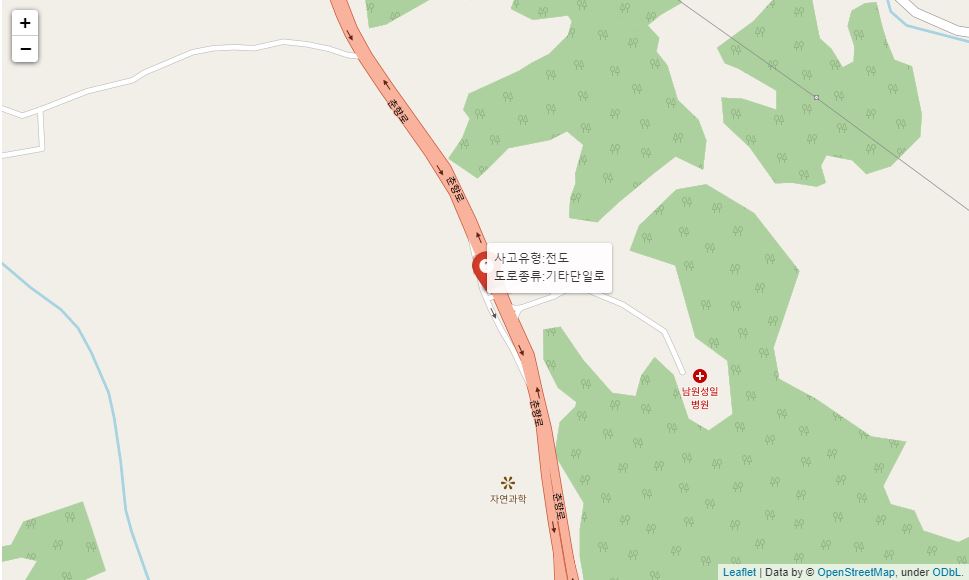 +
−
춘향로
춘향로
사고유형:전도
도로종류:기타단일로
남원성일
병원
춘향로
자연과학
춘향로
Leaflet | Data by © OpenStreetMap, under ODbL.